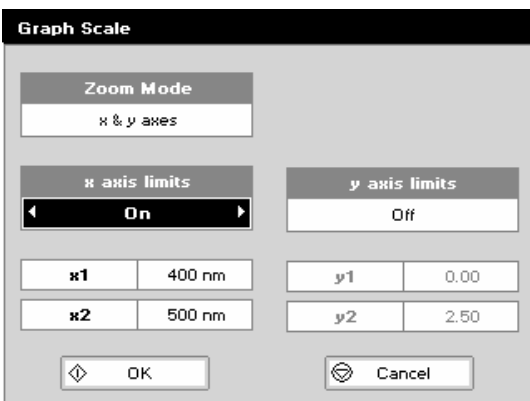 Graph Scale
Zoom Mode
x & y axes
x axis limits
On
y axis limits
Off
x1 400 nm
x2 500 nm
y1 0.00
y2 2.50
OK
Cancel